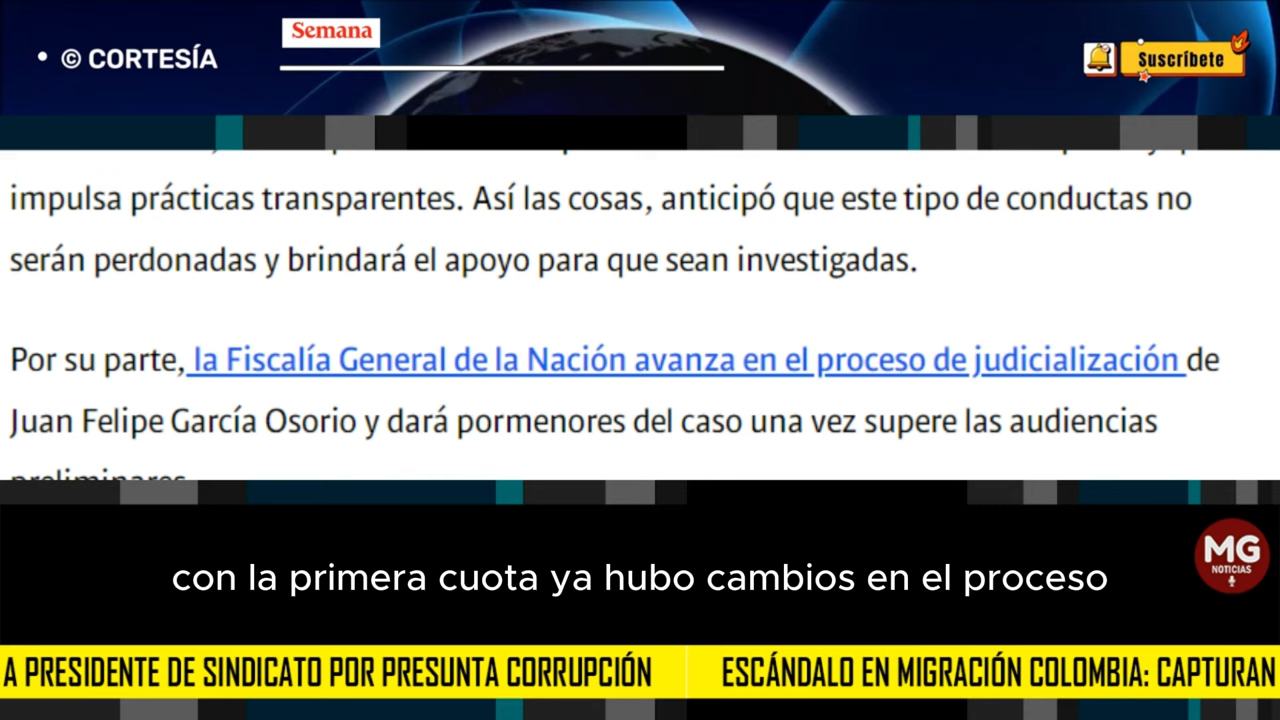 Semana
• © CORTESÍA
Suscríbete
impulsa prácticas transparentes. Así las cosas, anticipó que este tipo de conductas no
serán perdonadas y brindará el apoyo para que sean investigadas.
Por su parte, la Fiscalía General de la Nación avanza en el proceso de judicialización de
Juan Felipe García Osorio y dará pormenores del caso una vez supere las audiencias
preliminares.
con la primera cuota ya hubo cambios en el proceso
MG
NOTICIAS
A PRESIDENTE DE SINDICATO POR PRESUNTA CORRUPCIÓN ESCÁNDALO EN MIGRACIÓN COLOMBIA: CAPTURAN